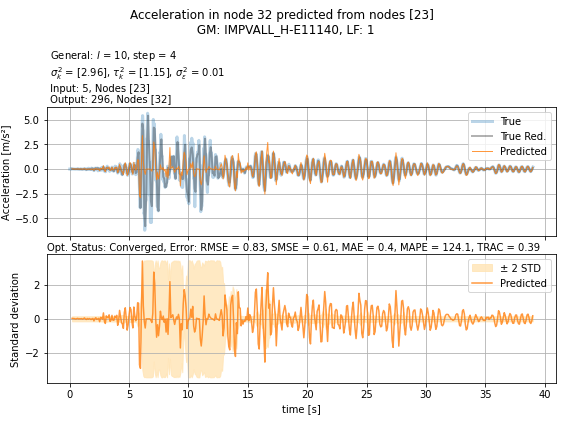 Acceleration in node 32 predicted from nodes [23]
GM: IMPVALL_H-E11140, LF: 1
General: l = 10, step = 4
σ²ₖ = [2.96], τ²ₖ = [1.15], σ²ε = 0.01
Input: 5, Nodes [23]
Output: 296, Nodes [32]
Acceleration [m/s²]
5.0
2.5
0.0
−2.5
−5.0
True
True Red.
Predicted
Opt. Status: Converged, Error: RMSE = 0.83, SMSE = 0.61, MAE = 0.4, MAPE = 124.1, TRAC = 0.39
Standard deviation
2
0
−2
± 2 STD
Predicted
0 5 10 15 20 25 30 35 40
time [s]